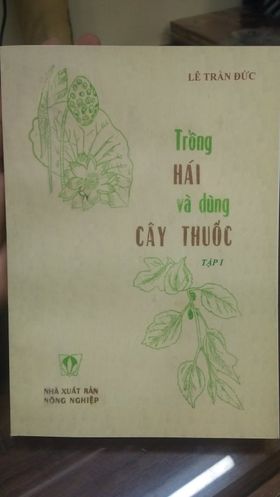 LÊ TRẦN ĐỨC
Trồng
HÁI
và dùng
CÂY THUỐC
TẬP I
NHÀ XUẤT BẢN
NÔNG NGHIỆP